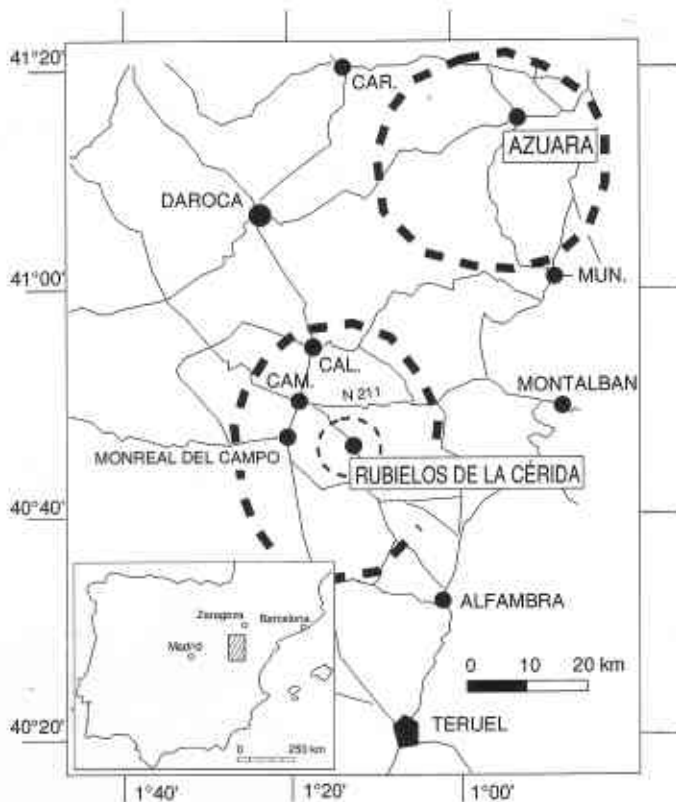 41°20'
CAR.
AZUARA
DAROCA
41°00'
MUN.
CAL.
CAM.
N 211
MONTALBAN
MONREAL DEL CAMPO
RUBIELOS DE LA CÉRIDA
40°40'
ALFAMBRA
Zaragoza
Barcelona
Madrid
0 10 20 km
40°20'
TERUEL
0 250 km
1°40' 1°20' 1°00'